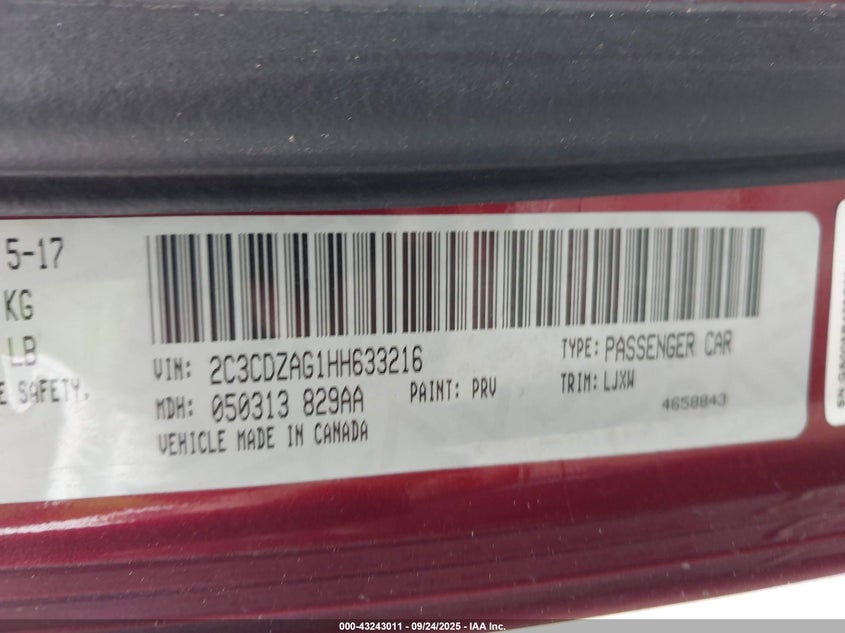 5-17
KG
LB
E SAFETY.
VIN: 2C3CDZAG1HH633216
TYPE: PASSENGER CAR
MDH: 050313 829AA
PAINT: PRV
TRIM: LJXW
VEHICLE MADE IN CANADA
4658843
000-43243011 - 09/24/2025 - IAA Inc.